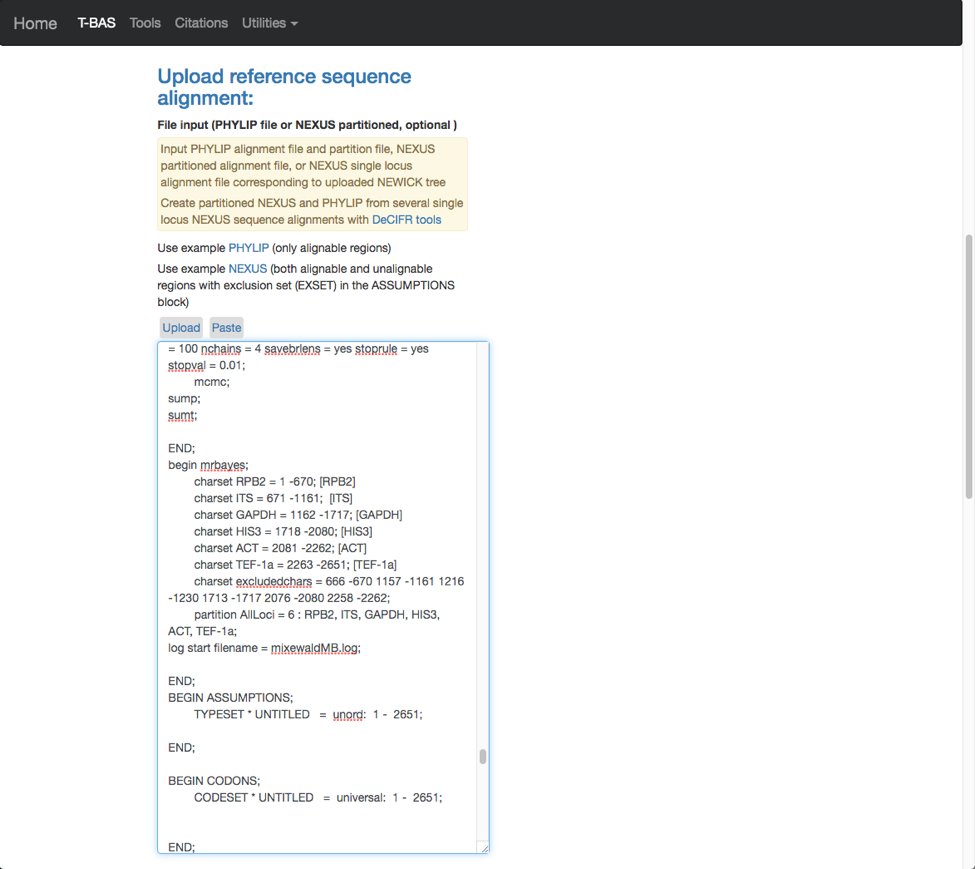 Home T-BAS Tools Citations Utilities
Upload reference sequence
alignment:
File input (PHYLIP file or NEXUS partitioned, optional )
Input PHYLIP alignment file and partition file, NEXUS
partitioned alignment file, or NEXUS single locus
alignment file corresponding to uploaded NEWICK tree
Create partitioned NEXUS and PHYLIP from several single
locus NEXUS sequence alignments with DeCIFR tools
Use example PHYLIP (only alignable regions)
Use example NEXUS (both alignable and unalignable
regions with exclusion set (EXSET) in the ASSUMPTIONS
block)
Upload Paste
= 100 nchains = 4 savebrlens = yes stoprule = yes
stopval = 0.01;
mcmc;
sump;
sumt;
END;
begin mrbayes;
charset RPB2 = 1 -670; [RPB2]
charset ITS = 671 -1161; [ITS]
charset GAPDH = 1162 -1717; [GAPDH]
charset HIS3 = 1718 -2080; [HIS3]
charset ACT = 2081 -2262; [ACT]
charset TEF-1a = 2263 -2651; [TEF-1a]
charset excludedchars = 666 -670 1157 -1161 1216
-1230 1713 -1717 2076 -2080 2258 -2262;
partition AllLoci = 6 : RPB2, ITS, GAPDH, HIS3,
ACT, TEF-1a;
log start filename = mixewaldMB.log;
END;
BEGIN ASSUMPTIONS;
TYPESET * UNTITLED = unord: 1 - 2651;
END;
BEGIN CODONS;
CODESET * UNTITLED = universal: 1 - 2651;
END;